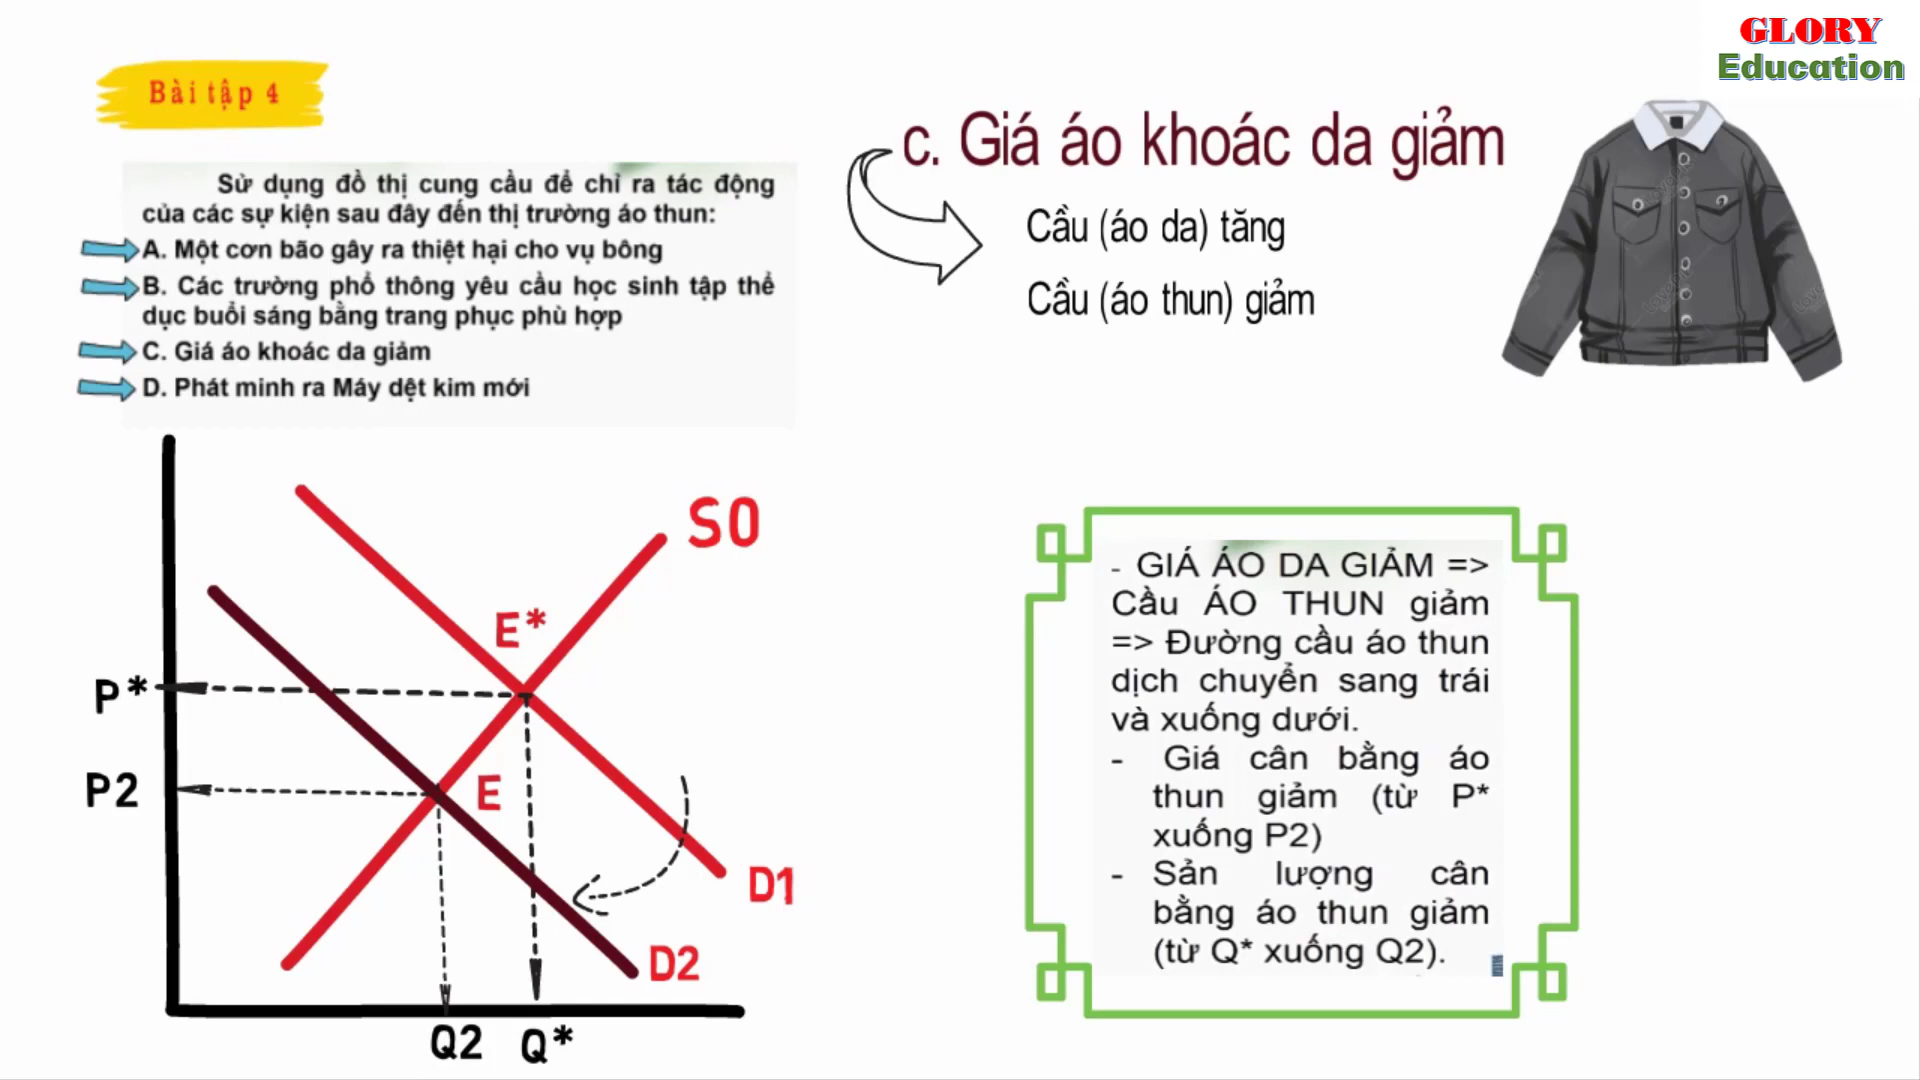 GLORY
Education
Bài tập 4
Sử dụng đồ thị cung cầu để chỉ ra tác động
của các sự kiện sau đây đến thị trường áo thun:
A. Một cơn bão gây ra thiệt hại cho vụ bông
B. Các trường phổ thông yêu cầu học sinh tập thể
dục buổi sáng bằng trang phục phù hợp
C. Giá áo khoác da giảm
D. Phát minh ra Máy dệt kim mới
c. Giá áo khoác da giảm
Cầu (áo da) tăng
Cầu (áo thun) giảm
S0
E*
P*
P2
E
D1
D2
Q2
Q*
- GIÁ ÁO DA GIẢM =>
Cầu ÁO THUN giảm
=> Đường cầu áo thun
dịch chuyển sang trái
và xuống dưới.
- Giá cân bằng áo
thun giảm (từ P*
xuống P2)
- Sản lượng cân
bằng áo thun giảm
(từ Q* xuống Q2).